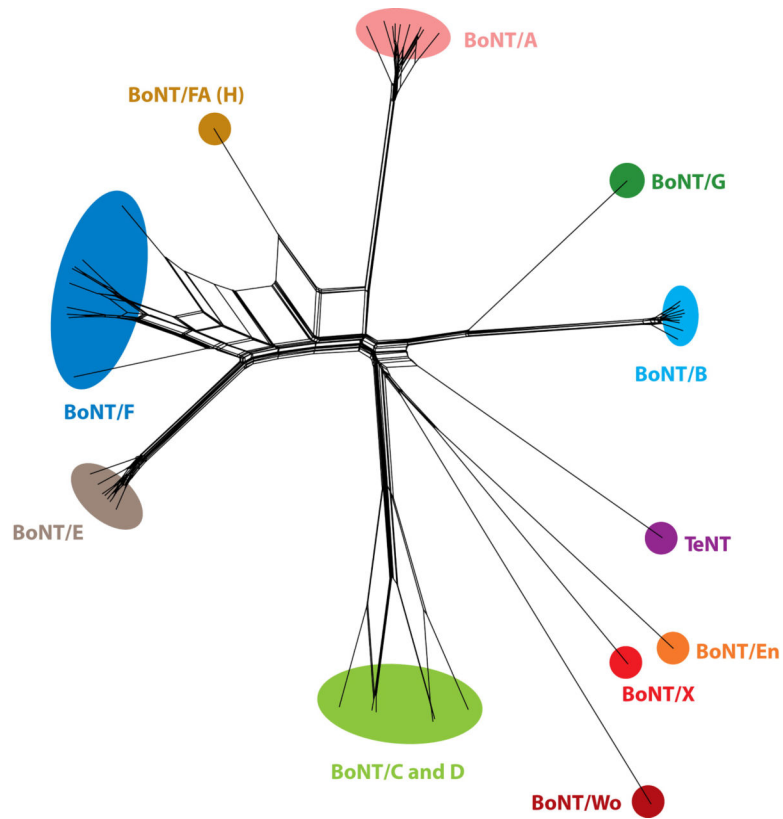 BoNT/A
BoNT/FA (H)
BoNT/G
BoNT/B
BoNT/F
BoNT/E
TeNT
BoNT/En
BoNT/X
BoNT/C and D
BoNT/Wo